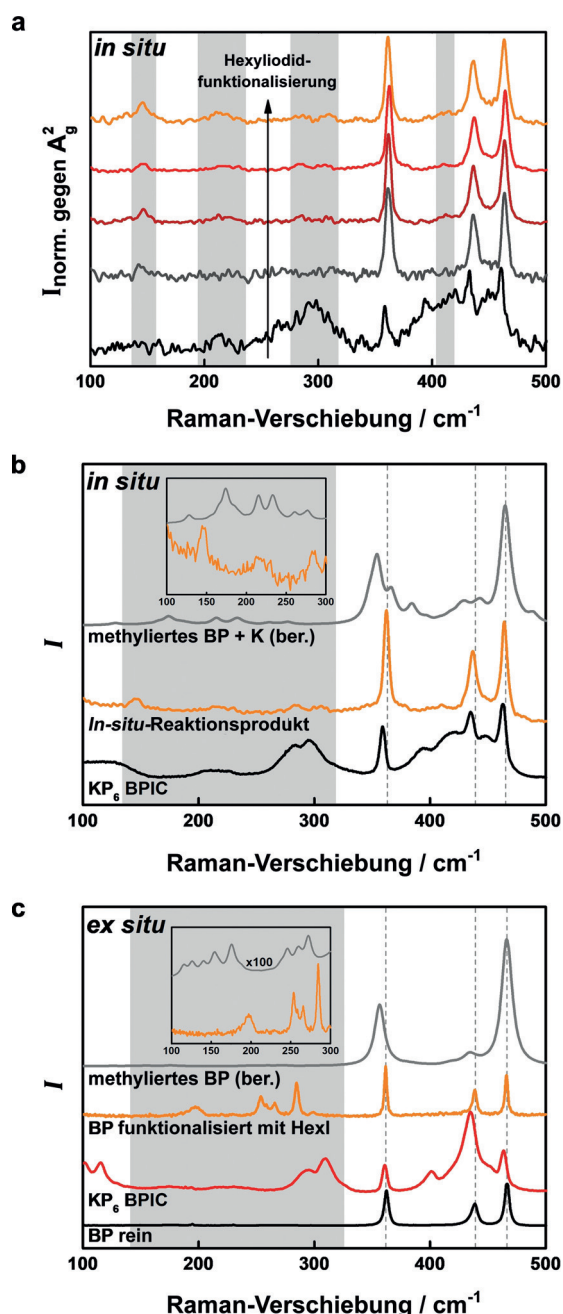 a
in situ
Hexyliodid-
funktionalisierung
I norm. gegen A²g
100 200 300 400 500
Raman-Verschiebung / cm⁻¹
b
in situ
100 150 200 250 300
methyliertes BP + K (ber.)
In-situ-Reaktionsprodukt
KP₆ BPIC
I
100 200 300 400 500
Raman-Verschiebung / cm⁻¹
c
ex situ
x100
100 150 200 250 300
methyliertes BP (ber.)
BP funktionalisiert mit HexI
KP₆ BPIC
BP rein
I
100 200 300 400 500
Raman-Verschiebung / cm⁻¹